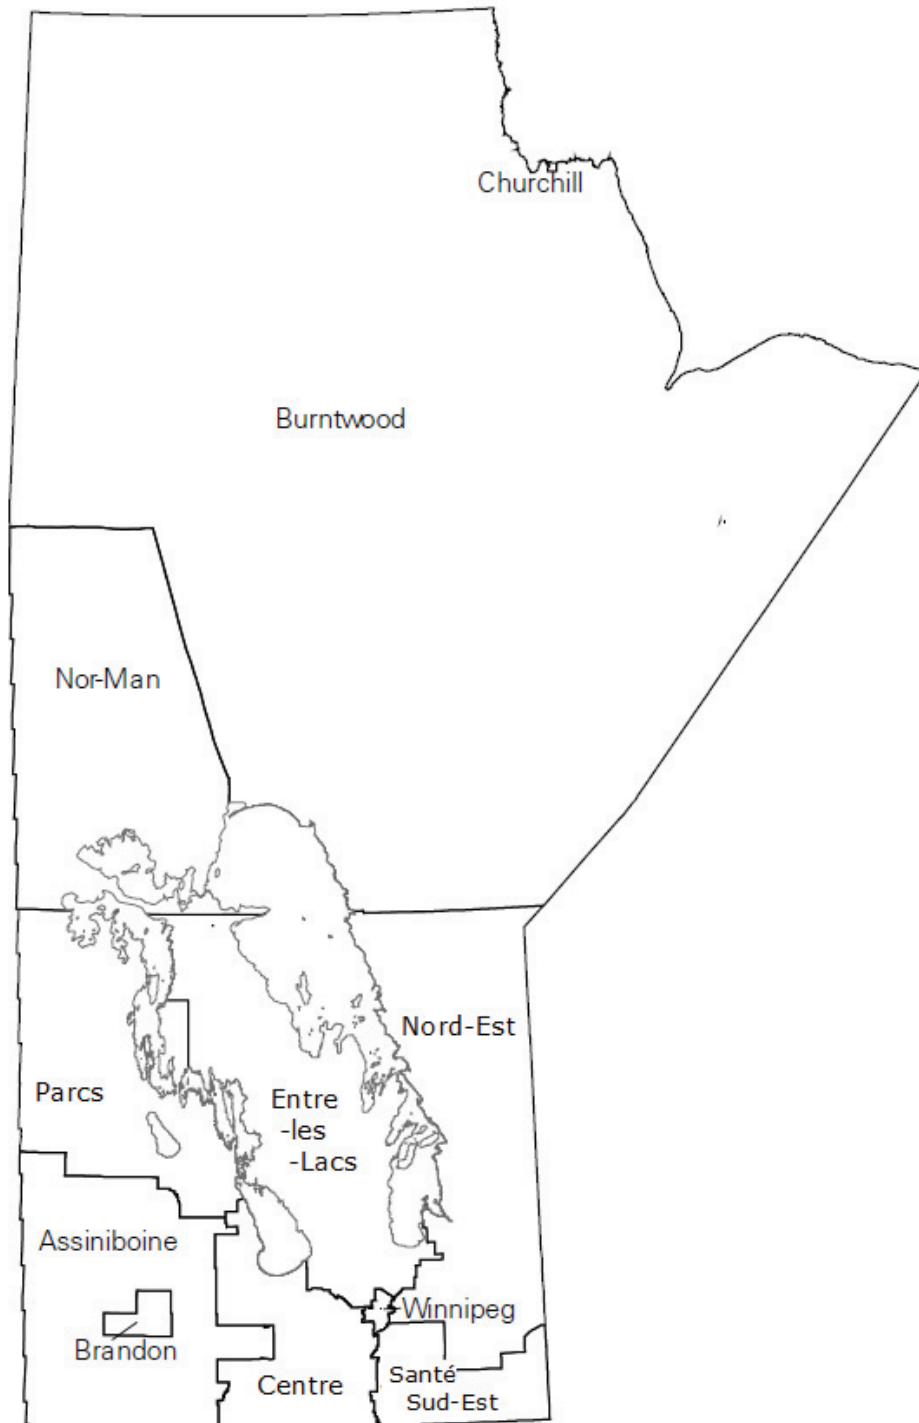 Churchill
Burntwood
Nor-Man
Nord-Est
Parcs
Entre
-les
-Lacs
Assiniboine
Winnipeg
Brandon
Centre
Santé
Sud-Est